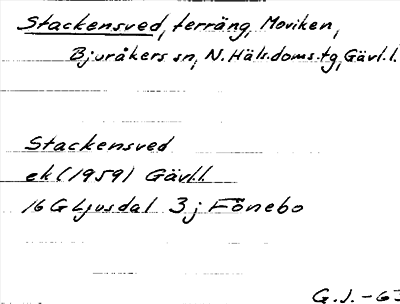 Stackensved, terräng, Moviken,
Bjuråkers sn, N. Häls. doms. tg, Gävl. l.
Stackensved
ek (1959) Gävl. l.
16 G Ljusdal 3 j Fönebo
G. J. - 63